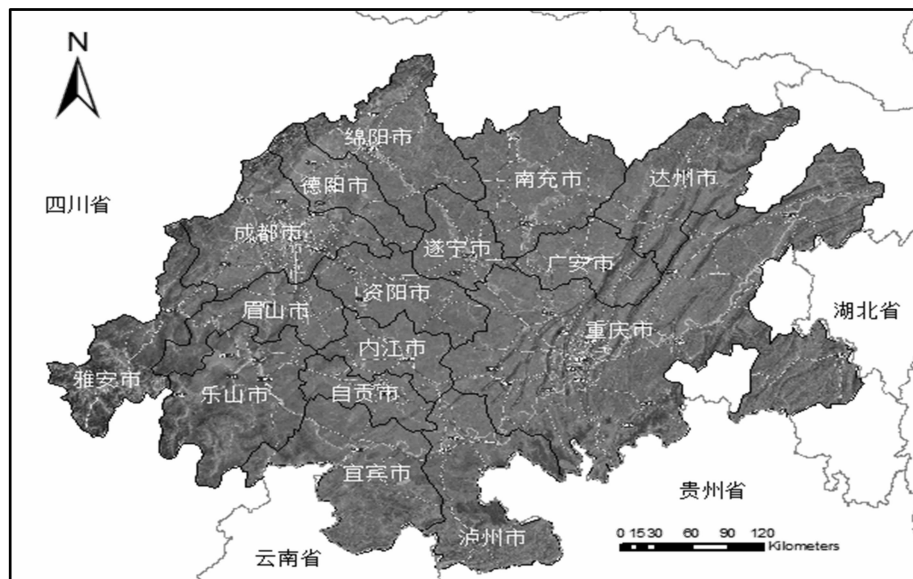 N
绵阳市
德阳市
南充市
达州市
四川省
成都市
遂宁市
广安市
资阳市
眉山市
湖北省
重庆市
内江市
雅安市
乐山市
自贡市
宜宾市
贵州省
泸州市
云南省
0 15 30 60 90 120
Kilometers